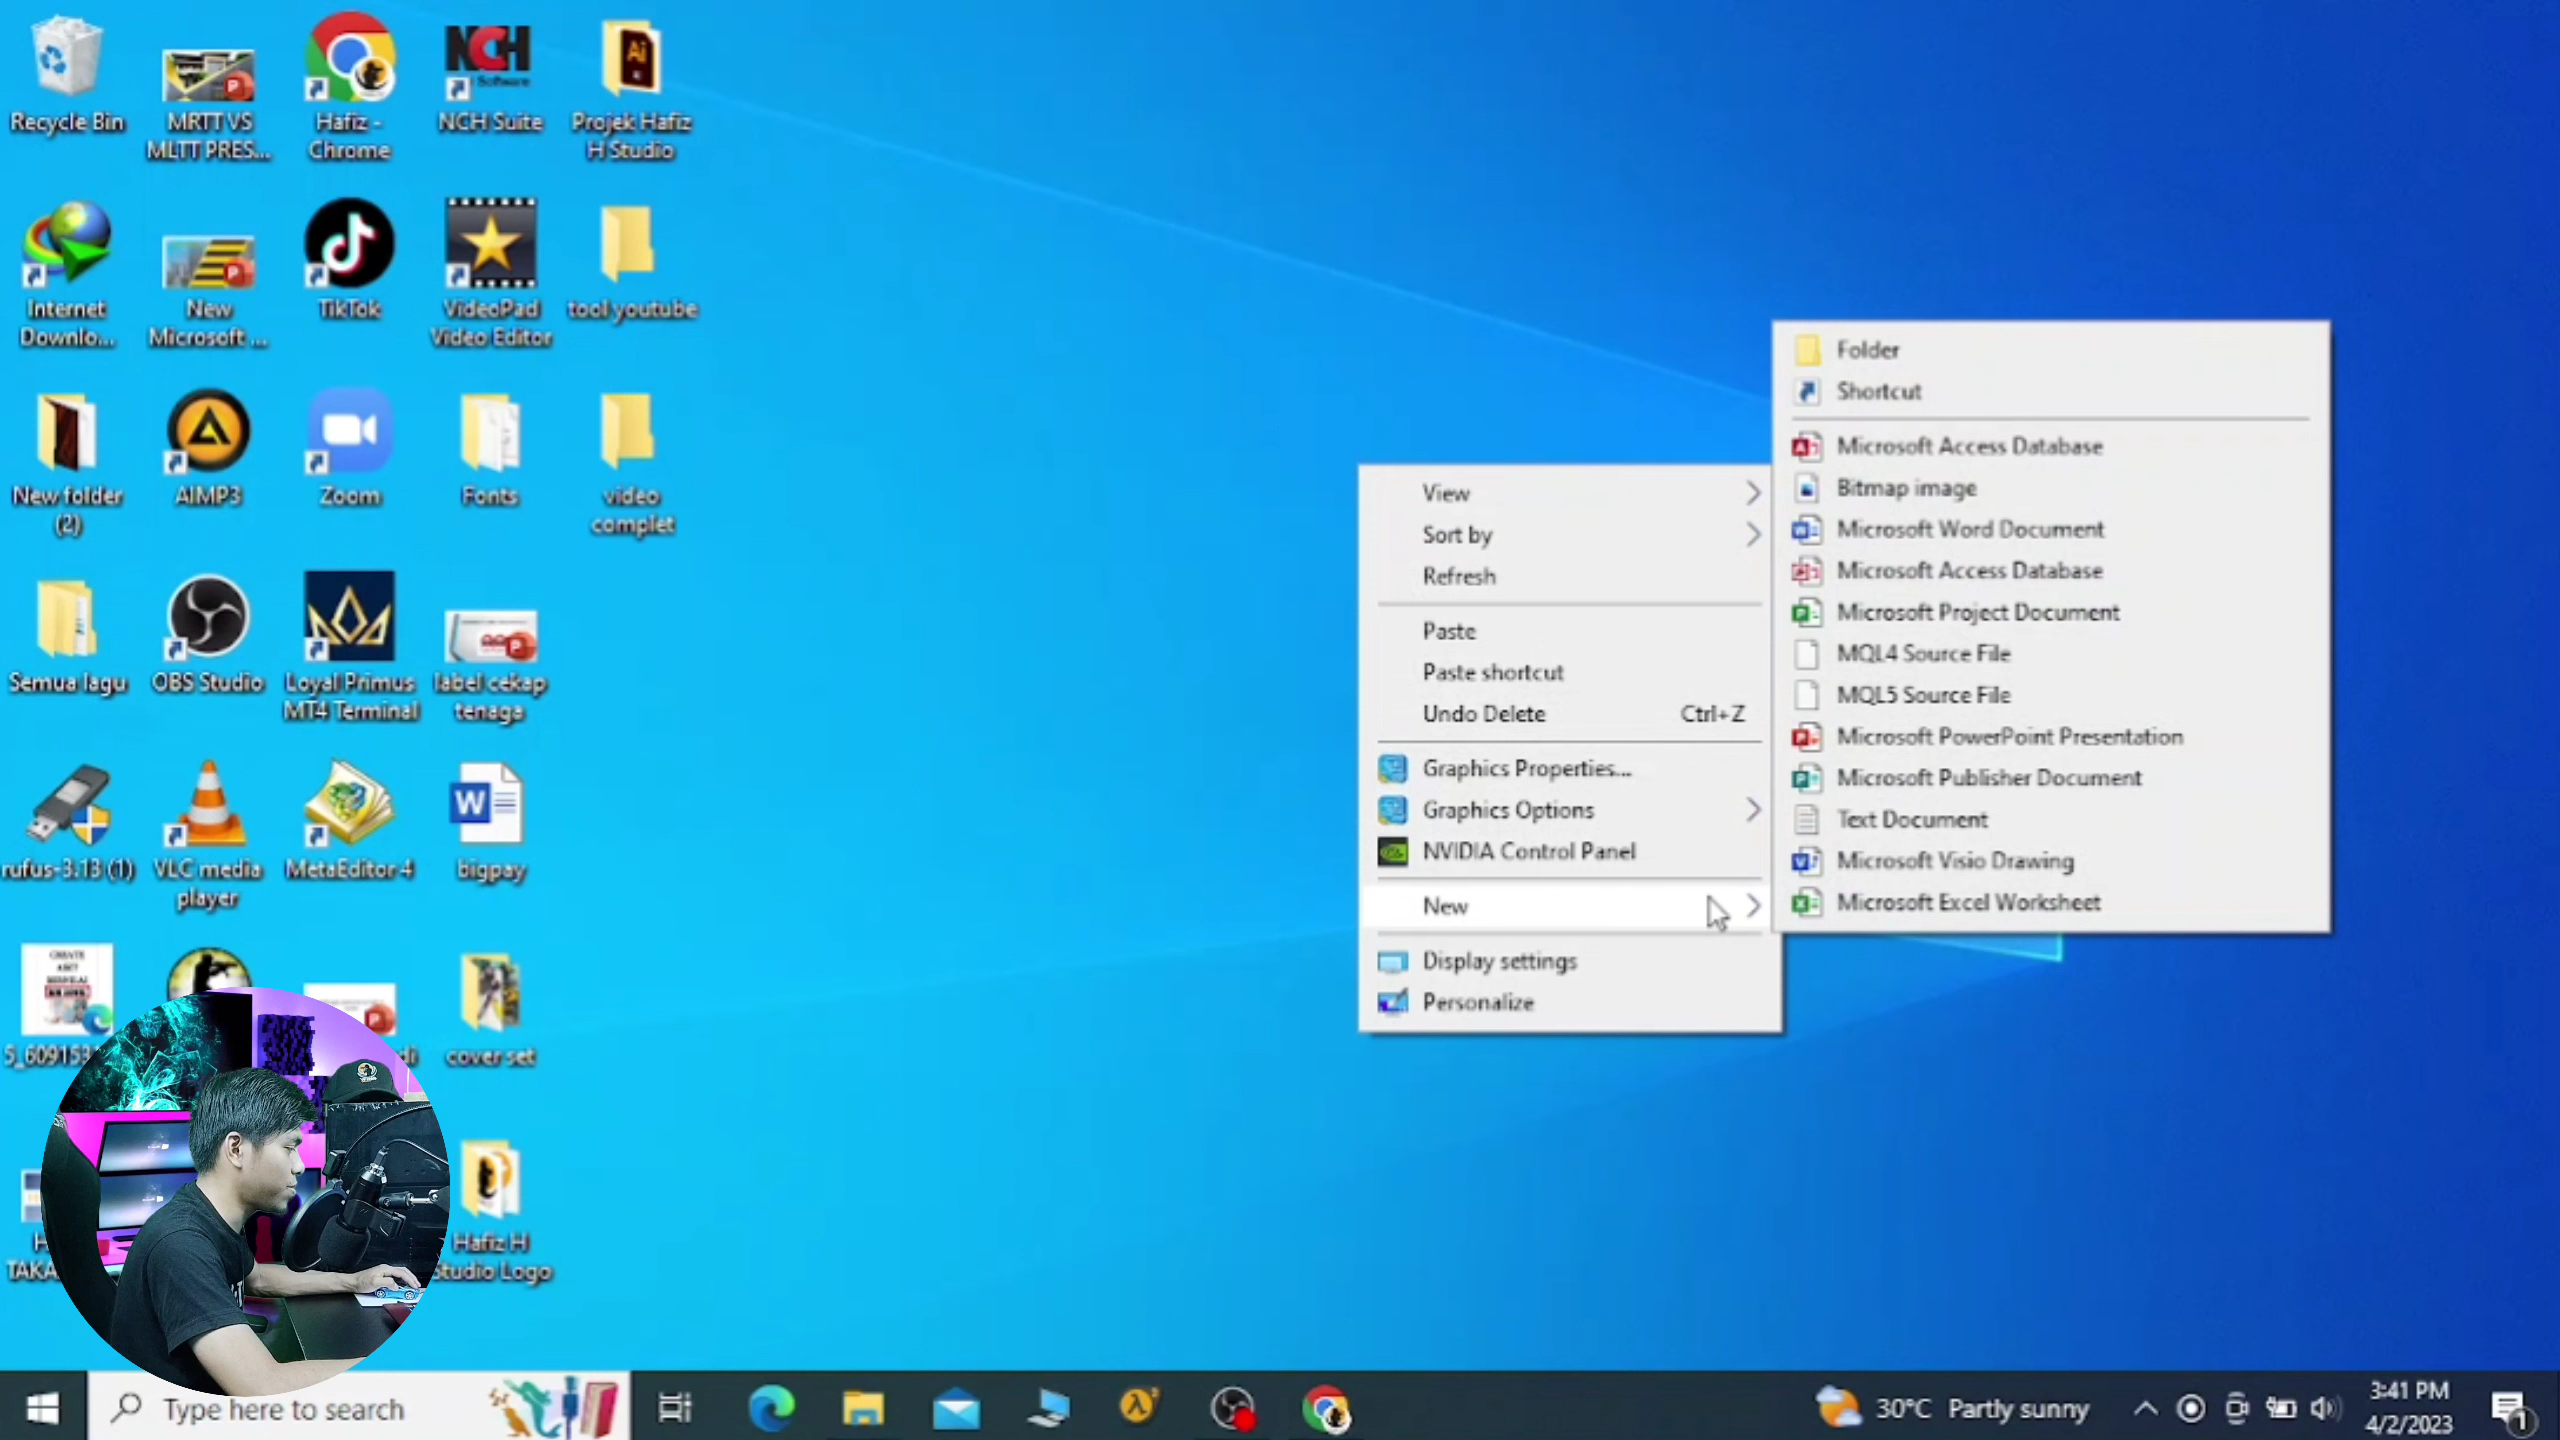 Recycle Bin
MRTT VS
MLTT PRES...
Hafiz -
Chrome
NCH
Software
NCH Suite
Ai
Projek Hafiz
H Studio
Internet
Downlo...
New
Microsoft ...
TikTok
VideoPad
Video Editor
tool youtube
New folder
(2)
AIMP3
Zoom
Fonts
video
complet
Semua lagu
OBS Studio
Loyal Primus
MT4 Terminal
label cekap
tenaga
rufus-3.13 (1)
VLC media
player
MetaEditor 4
bigpay
cover set
Hafiz H
Studio Logo
View
Sort by
Refresh
Paste
Paste shortcut
Undo Delete Ctrl+Z
Graphics Properties...
Graphics Options
NVIDIA Control Panel
New
Display settings
Personalize
Folder
Shortcut
Microsoft Access Database
Bitmap image
Microsoft Word Document
Microsoft Access Database
Microsoft Project Document
MQL4 Source File
MQL5 Source File
Microsoft PowerPoint Presentation
Microsoft Publisher Document
Text Document
Microsoft Visio Drawing
Microsoft Excel Worksheet
Type here to search
30°C Partly sunny
3:41 PM
4/2/2023
1